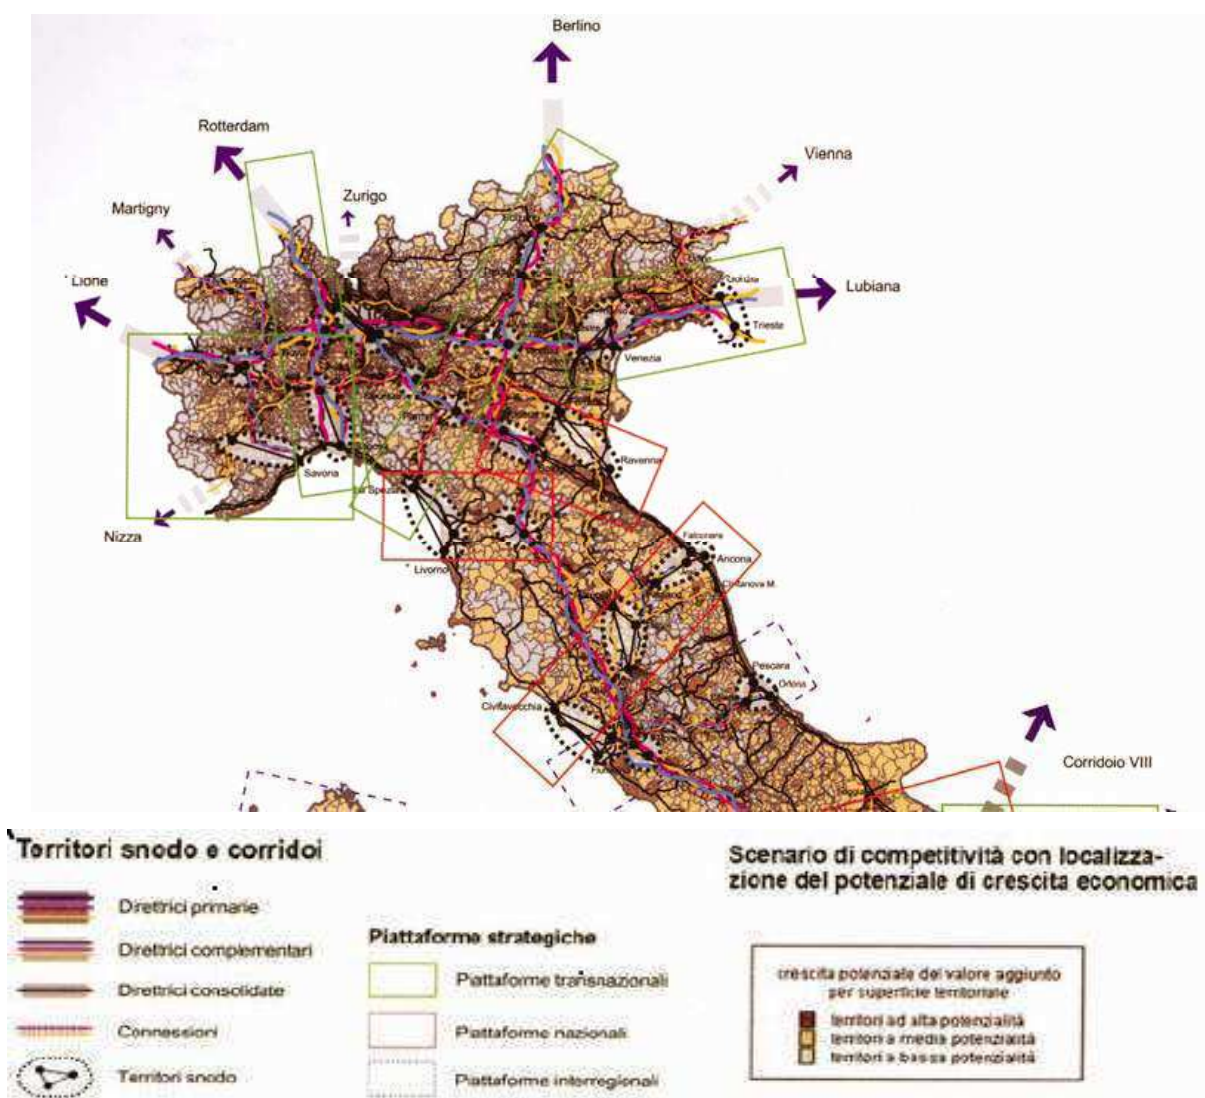 Berlino
Rotterdam
Vienna
Zurigo
Martigny
Lione
Lubiana
Trieste
Venezia
Ravenna
Savona
La Spezia
Nizza
Livorno
Falconara
Ancona
Civitanova M.
Pescara
Ortona
Civitavecchia
Corridoio VIII
Territori snodo e corridoi
Direttrici primarie
Direttrici complementari
Direttrici consolidate
Connessioni
Territori snodo
Piattaforme strategiche
Piattaforme transnazionali
Piattaforme nazionali
Piattaforme interregionali
Scenario di competitività con localizza-
zione del potenziale di crescita economica
crescita potenziale del valore aggiunto
per superficie territoriale
territori ad alta potenzialità
territori a media potenzialità
territori a bassa potenzialità